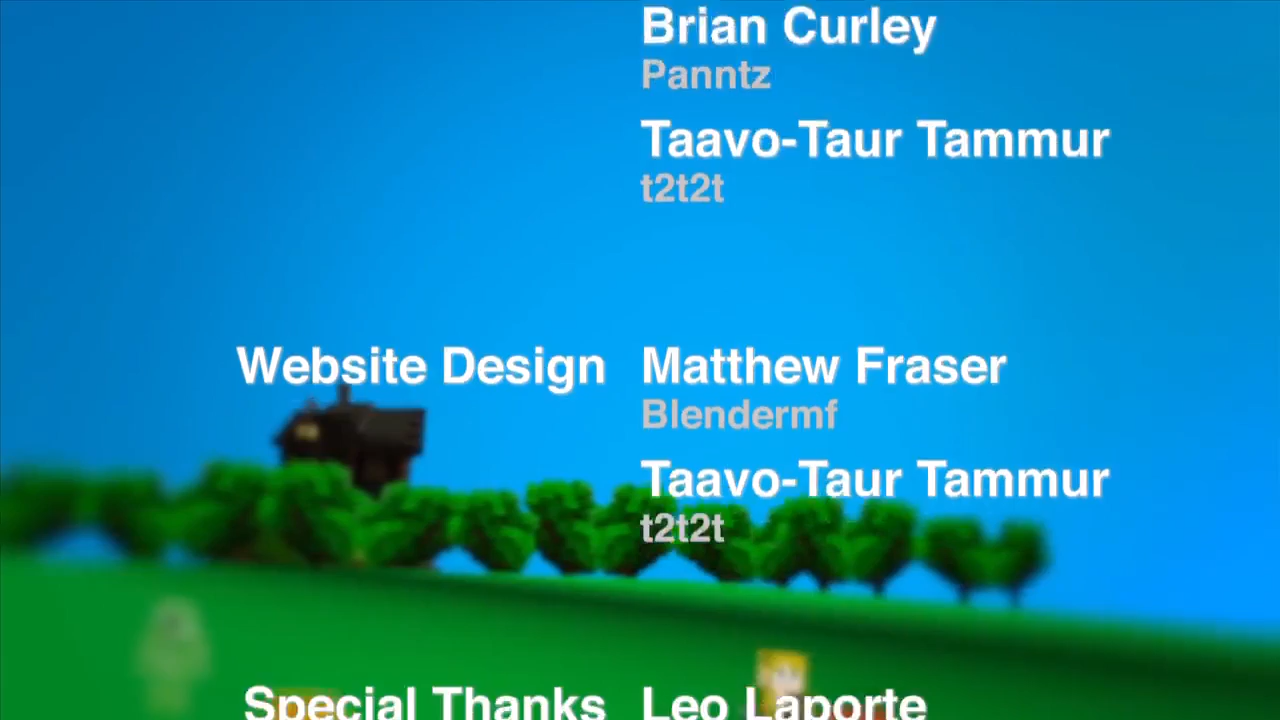 Brian Curley
Panntz
Taavo-Taur Tammur
t2t2t
Website Design Matthew Fraser
Blendermf
Taavo-Taur Tammur
t2t2t
Special Thanks Leo Laporte